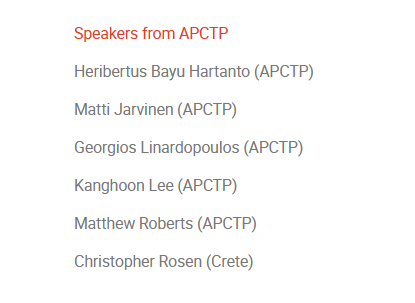 Speakers from APCTP
Heribertus Bayu Hartanto (APCTP)
Matti Jarvinen (APCTP)
Georgios Linardopoulos (APCTP)
Kanghoon Lee (APCTP)
Matthew Roberts (APCTP)
Christopher Rosen (Crete)